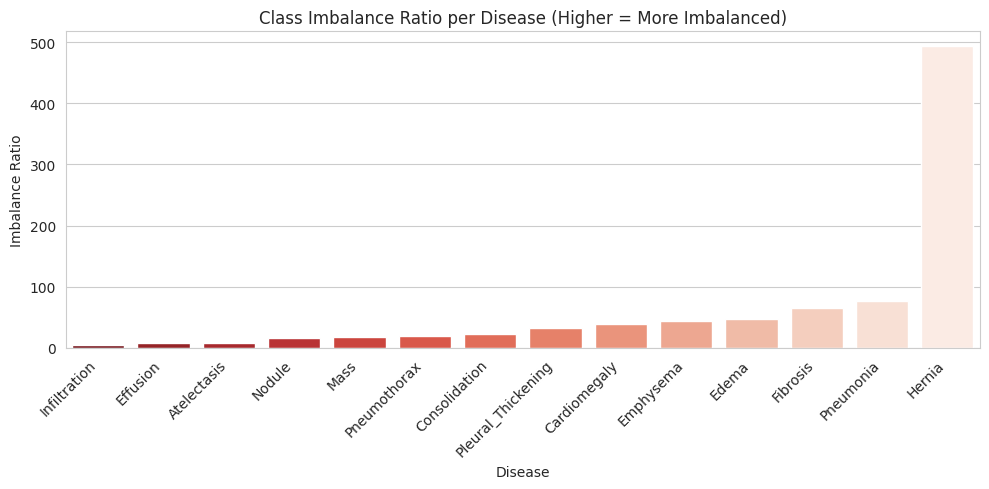 Class Imbalance Ratio per Disease (Higher = More Imbalanced)
Imbalance Ratio
500
400
300
200
100
0
Infiltration
Effusion
Atelectasis
Nodule
Mass
Pneumothorax
Consolidation
Pleural_Thickening
Cardiomegaly
Emphysema
Edema
Fibrosis
Pneumonia
Hernia
Disease